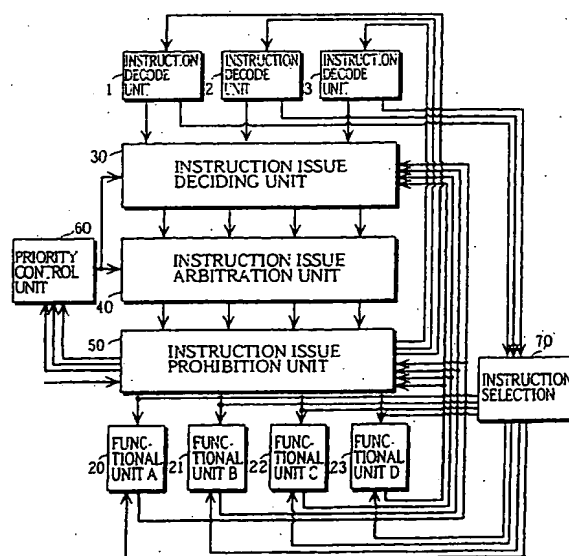 INSTRUCTION
DECODE
UNIT
1
INSTRUCTION
DECODE
UNIT
2
INSTRUCTION
DECODE
UNIT
3
30
INSTRUCTION ISSUE
DECIDING UNIT
60
PRIORITY
CONTROL
UNIT
INSTRUCTION ISSUE
ARBITRATION UNIT
40
50
INSTRUCTION ISSUE
PROHIBITION UNIT
70
INSTRUCTION
SELECTION
20
FUNC-
TIONAL
UNIT A
21
FUNC-
TIONAL
UNIT B
22
FUNC-
TIONAL
UNIT C
23
FUNC-
TIONAL
UNIT D